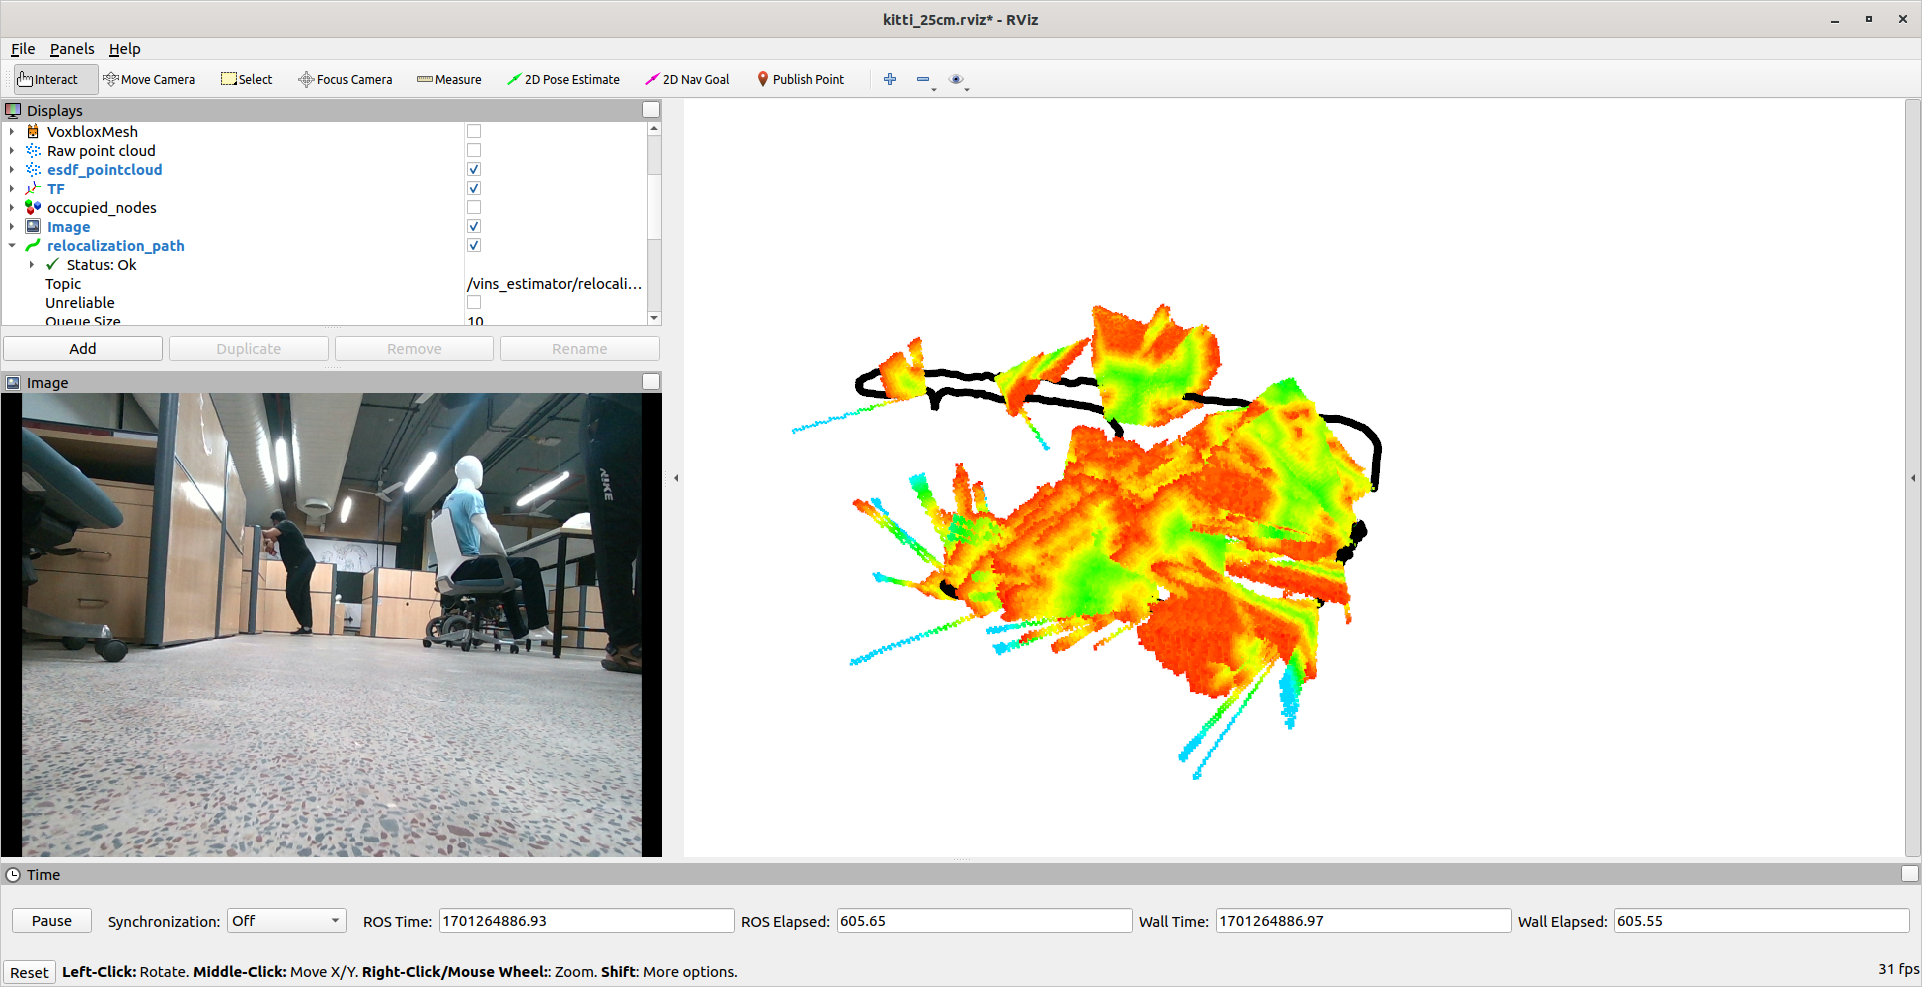 kitti_25cm.rviz* - RViz
File Panels Help
Interact Move Camera Select Focus Camera Measure 2D Pose Estimate 2D Nav Goal Publish Point
Displays
VoxbloxMesh
Raw point cloud
esdf_pointcloud
TF
occupied_nodes
Image
relocalization_path
Status: Ok
Topic /vins_estimator/relocali...
Unreliable
Queue Size 10
Add Duplicate Remove Rename
Image
NIKE
Time
Pause Synchronization: Off ROS Time: 1701264886.93 ROS Elapsed: 605.65 Wall Time: 1701264886.97 Wall Elapsed: 605.55
Reset Left-Click: Rotate. Middle-Click: Move X/Y. Right-Click/Mouse Wheel:: Zoom. Shift: More options. 31 fps